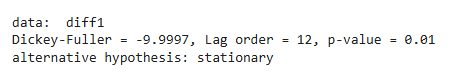 data:  diff1
Dickey-Fuller = -9.9997, Lag order = 12, p-value = 0.01
alternative hypothesis: stationary